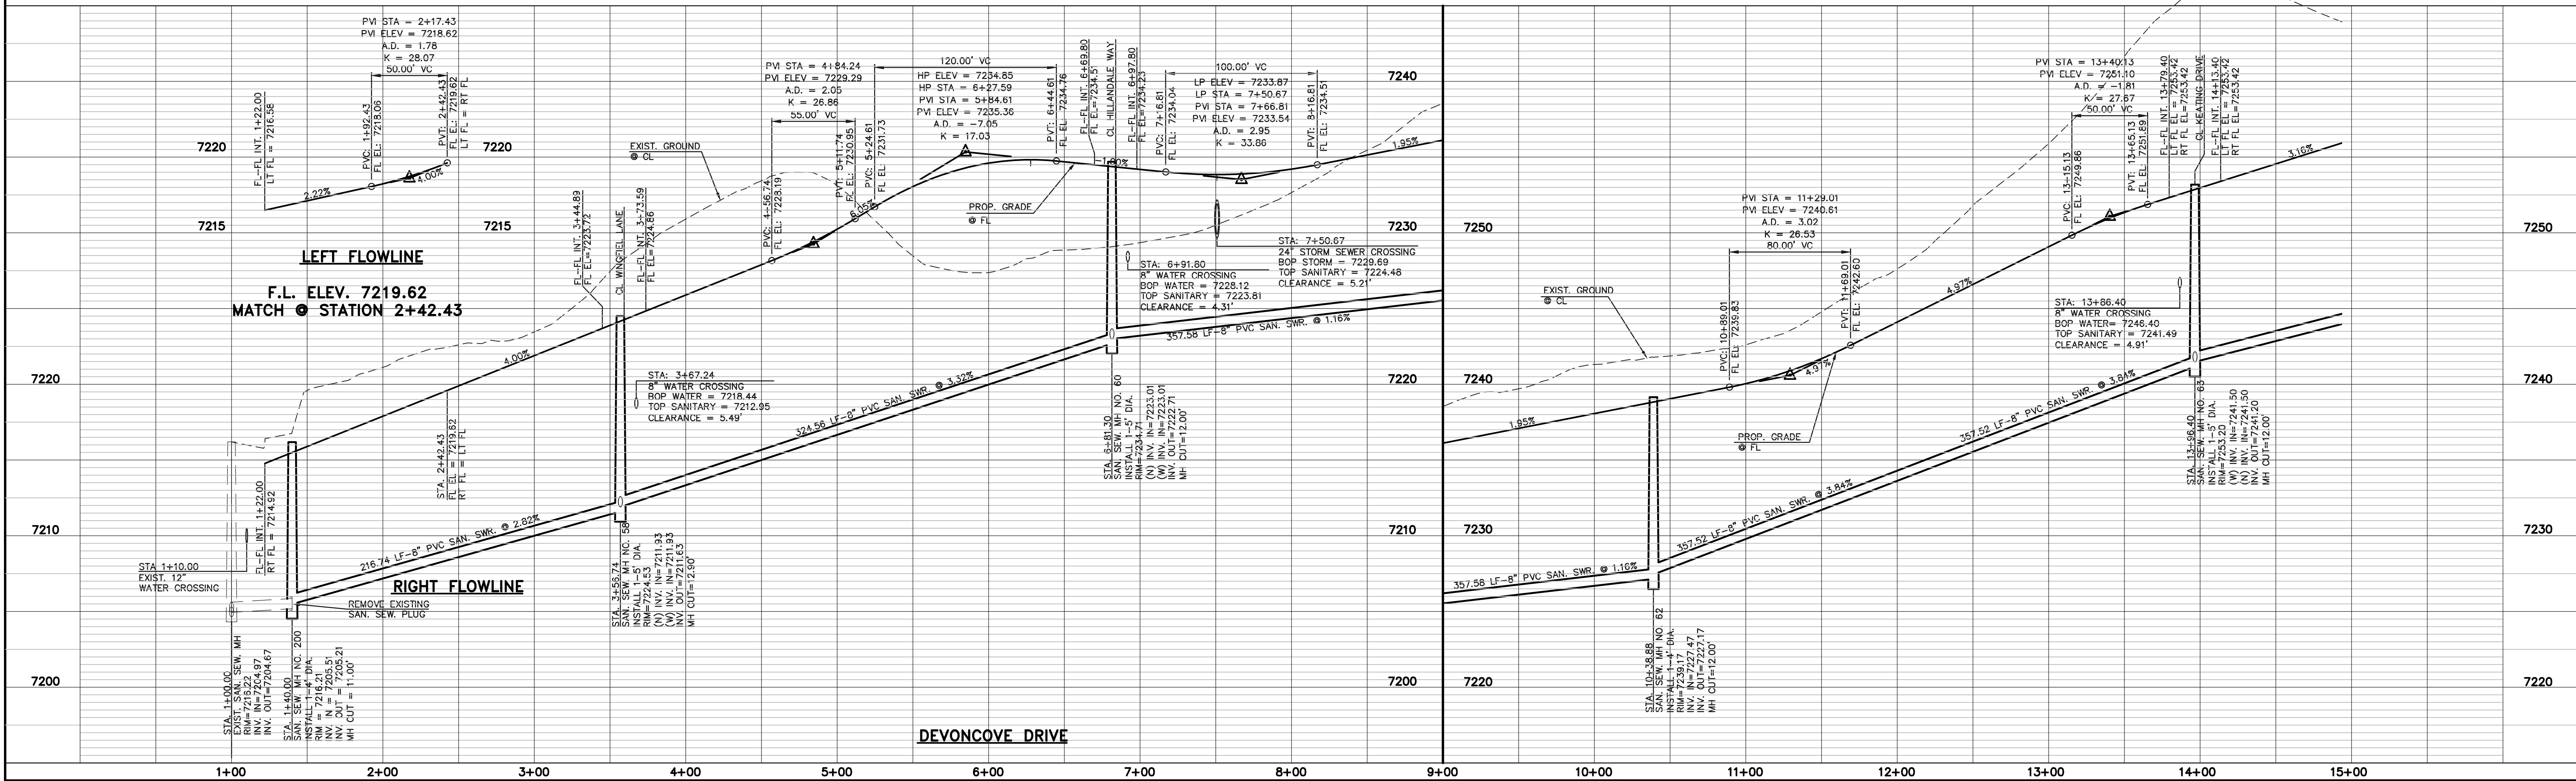 PVI STA = 2+17.43
PVI ELEV = 7218.62
A.D. = 1.78
K = 28.07
50.00' VC
FL-FL INT. 1+22.00
LT FL = 7216.58
PVC: 1+92.43
FL EL: 7218.06
PVT: 2+42.43
FL EL: 7219.62
LT FL = RT FL
7220
7220
2.22%
4.00%
7215
7215
LEFT FLOWLINE
F.L. ELEV. 7219.62
MATCH @ STATION 2+42.43
EXIST. GROUND
@ CL
FL-FL INT. 3+44.89
FL EL=7223.72
CL WINGPIEL LANE
FL-FL INT. 3+73.59
FL EL=7224.86
PVI STA = 4+84.24
PVI ELEV = 7229.29
A.D. = 2.05
K = 26.86
55.00' VC
PVC: 4+56.74
FL EL: 7228.19
PVT: 5+11.74
FL EL: 7230.95
6.05%
PVC: 5+24.61
FL EL: 7231.73
120.00' VC
HP ELEV = 7234.85
HP STA = 6+27.59
PVI STA = 5+84.61
PVI ELEV = 7235.36
A.D. = -7.05
K = 17.03
PVT: 6+44.61
FL EL: 7234.76
FL-FL INT. 6+69.80
FL EL=7234.51
CL HILLANDALE WAY
FL-FL INT. 6+97.80
FL EL=7234.23
-1.00%
PROP. GRADE
@ FL
PVC: 7+16.81
FL EL: 7234.04
100.00' VC
LP ELEV = 7233.87
LP STA = 7+50.67
PVI STA = 7+66.81
PVI ELEV = 7233.54
A.D. = 2.95
K = 33.86
PVT: 8+16.81
FL EL: 7234.51
7240
1.95%
7230
STA: 7+50.67
24" STORM SEWER CROSSING
BOP STORM = 7229.69
TOP SANITARY = 7224.48
CLEARANCE = 5.21'
STA: 6+91.80
8" WATER CROSSING
BOP WATER = 7228.12
TOP SANITARY = 7223.81
CLEARANCE = 4.31'
4.00%
7220
STA: 3+67.24
8" WATER CROSSING
BOP WATER = 7218.44
TOP SANITARY = 7212.95
CLEARANCE = 5.49'
324.56 LF-8" PVC SAN. SWR. @ 3.32%
357.58 LF-8" PVC SAN. SWR. @ 1.16%
7220
STA. 6+81.30
SAN. SEW. MH NO. 60
INSTALL 1-5' DIA.
RIM=7234.71
(N) INV. IN=7223.01
(W) INV. IN=7223.01
INV. OUT=7222.71
MH CUT=12.00'
STA. 2+42.43
FL EL = 7219.62
RT FL = LT FL
7210
FL-FL INT. 1+22.00
RT FL = 7214.92
216.74 LF-8" PVC SAN. SWR. @ 2.82%
7210
STA 1+10.00
EXIST. 12"
WATER CROSSING
RIGHT FLOWLINE
REMOVE EXISTING
SAN. SEW. PLUG
STA. 3+56.74
SAN. SEW. MH NO. 58
INSTALL 1-5' DIA.
RIM=7224.53
(N) INV. IN=7211.93
(W) INV. IN=7211.93
INV. OUT=7211.63
MH CUT=12.90'
7200
STA. 1+00.00
EXIST. SAN. SEW. MH
RIM=7216.22
INV. IN=7204.97
INV. OUT=7204.67
STA. 1+40.00
SAN. SEW. MH NO. 200
INSTALL 1-4' DIA.
RIM = 7216.21
INV. IN = 7205.51
INV. OUT = 7205.21
MH CUT = 11.00'
7200
DEVONCOVE DRIVE
7250
EXIST. GROUND
@ CL
PVI STA = 11+29.01
PVI ELEV = 7240.61
A.D. = 3.02
K = 26.53
80.00' VC
PVC: 10+89.01
FL EL: 7239.83
PVT: 11+69.01
FL EL: 7242.60
4.97%
4.97%
PVI STA = 13+40.13
PVI ELEV = 7251.10
A.D. = -1.81
K = 27.67
50.00' VC
PVC: 13+15.13
FL EL: 7249.86
PVT: 13+65.13
FL EL: 7251.89
FL-FL INT. 13+79.40
LT FL EL = 7253.42
RT FL EL=7253.42
CL KEATING DRIVE
FL-FL INT. 14+13.40
LT FL EL = 7253.42
RT FL EL=7253.42
3.16%
7250
STA: 13+86.40
8" WATER CROSSING
BOP WATER= 7246.40
TOP SANITARY = 7241.49
CLEARANCE = 4.91'
7240
1.95%
PROP. GRADE
@ FL
357.52 LF-8" PVC SAN. SWR. @ 3.84%
7240
STA. 13+96.40
SAN. SEW. MH NO. 63
INSTALL 1-5' DIA.
RIM=7253.20
(W) INV. IN=7241.50
(N) INV. IN=7241.50
INV. OUT=7241.20
MH CUT=12.00'
7230
357.52 LF-8" PVC SAN. SWR. @ 3.84%
7230
357.58 LF-8" PVC SAN. SWR. @ 1.16%
STA. 10+38.88
SAN. SEW. MH NO. 62
INSTALL 1-4' DIA.
RIM=7239.17
INV. IN=7227.47
INV. OUT=7227.17
MH CUT=12.00'
7220
7220
1+00
2+00
3+00
4+00
5+00
6+00
7+00
8+00
9+00
10+00
11+00
12+00
13+00
14+00
15+00